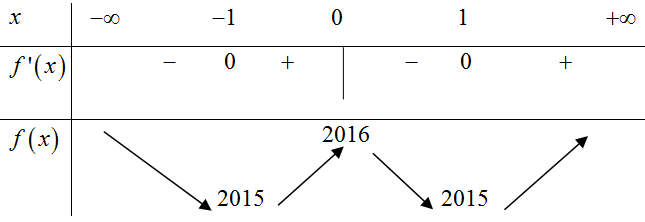 x −∞ −1 0 1 +∞
f'(x) − 0 + − 0 +
f(x) 2016
2015 2015